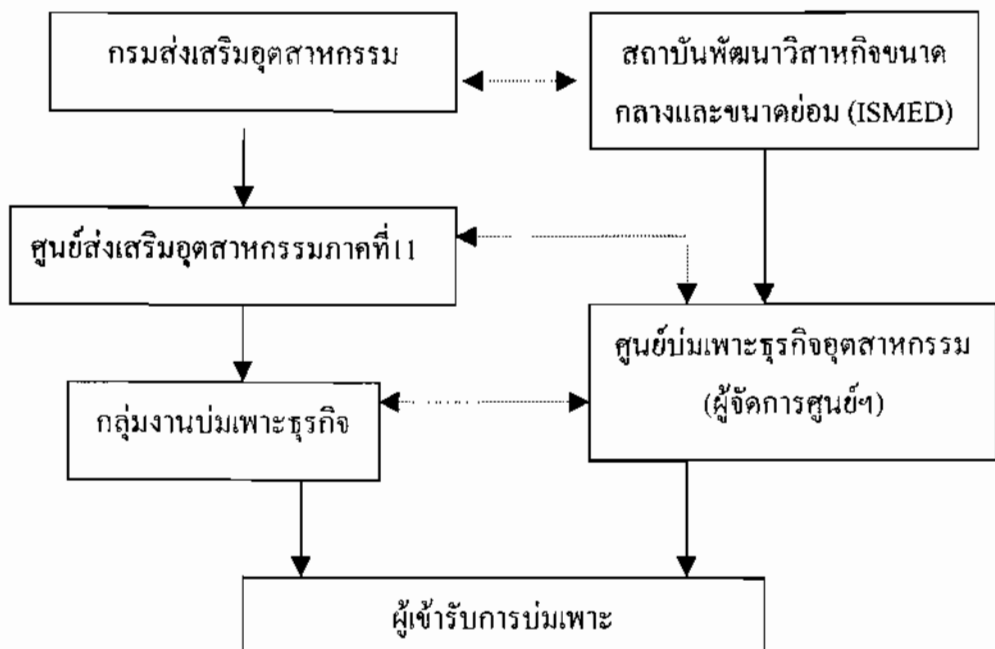 กรมส่งเสริมอุตสาหกรรม
สถาบันพัฒนาวิสาหกิจขนาด
กลางและขนาดย่อม (ISMED)
ศูนย์ส่งเสริมอุตสาหกรรมภาคที่11
ศูนย์บ่มเพาะธุรกิจอุตสาหกรรม
(ผู้จัดการศูนย์ฯ)
กลุ่มงานบ่มเพาะธุรกิจ
ผู้เข้ารับการบ่มเพาะ